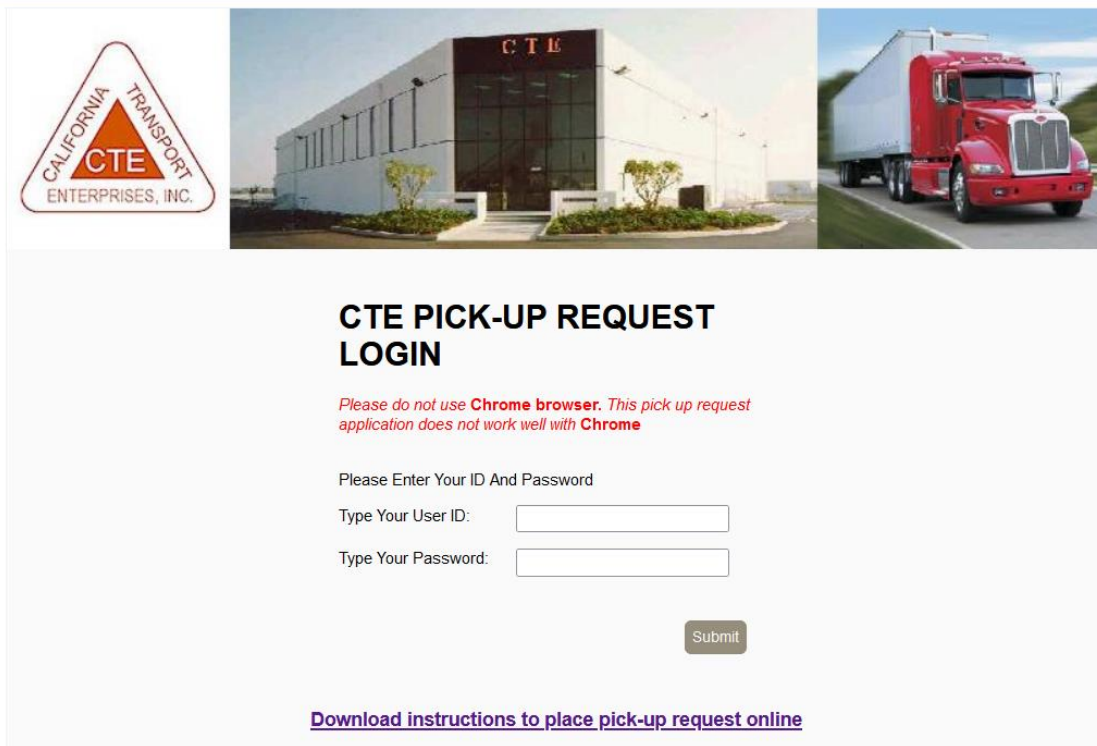 CALIFORNIA TRANSPORT
CTE
ENTERPRISES, INC.
CTE
CTE PICK-UP REQUEST
LOGIN
Please do not use Chrome browser. This pick up request
application does not work well with Chrome
Please Enter Your ID And Password
Type Your User ID:
Type Your Password:
Submit
Download instructions to place pick-up request online